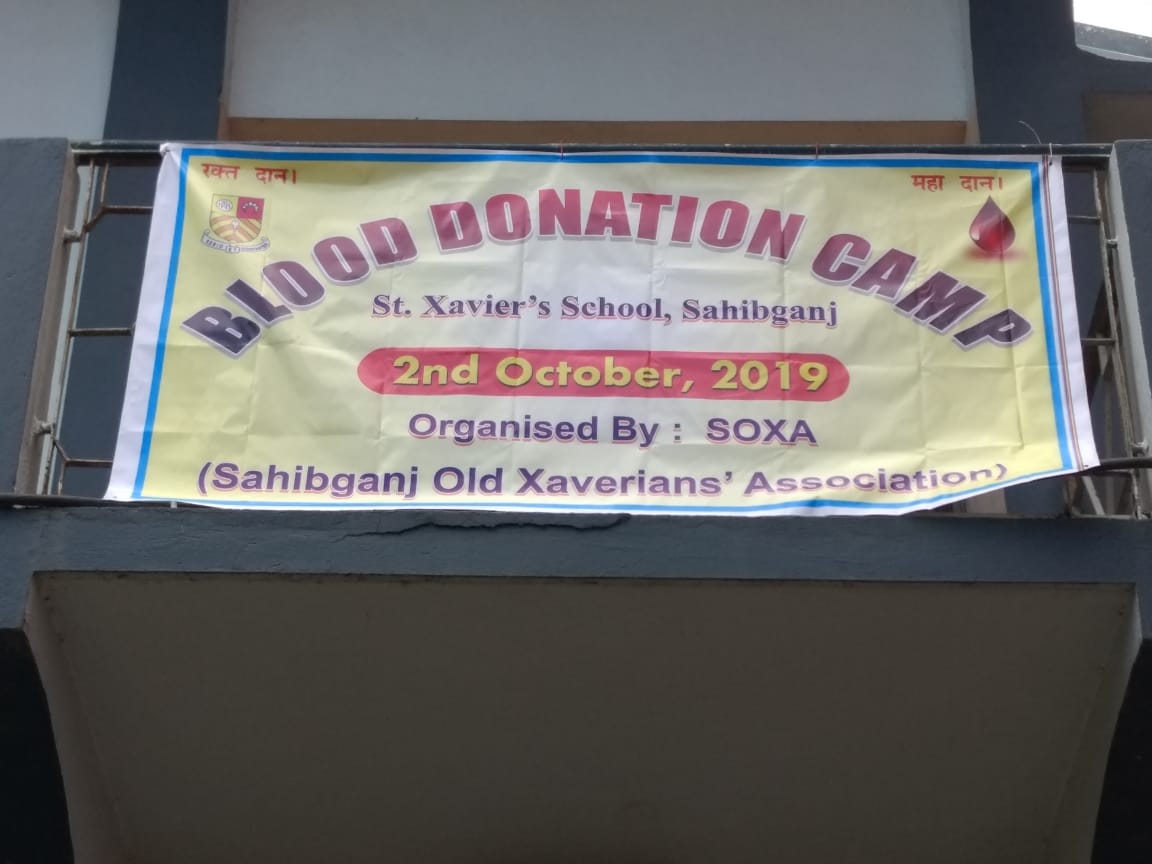 रक्त दान।
महा दान।
BLOOD DONATION CAMP
St. Xavier's School, Sahibganj
2nd October, 2019
Organised By : SOXA
(Sahibganj Old Xaverians' Association)